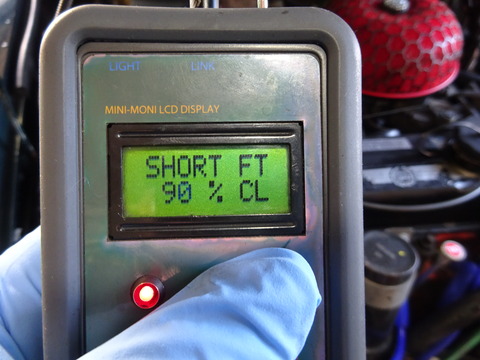 LIGHT LINK
MINI-MONI LCD DISPLAY
SHORT FT
90 % CL